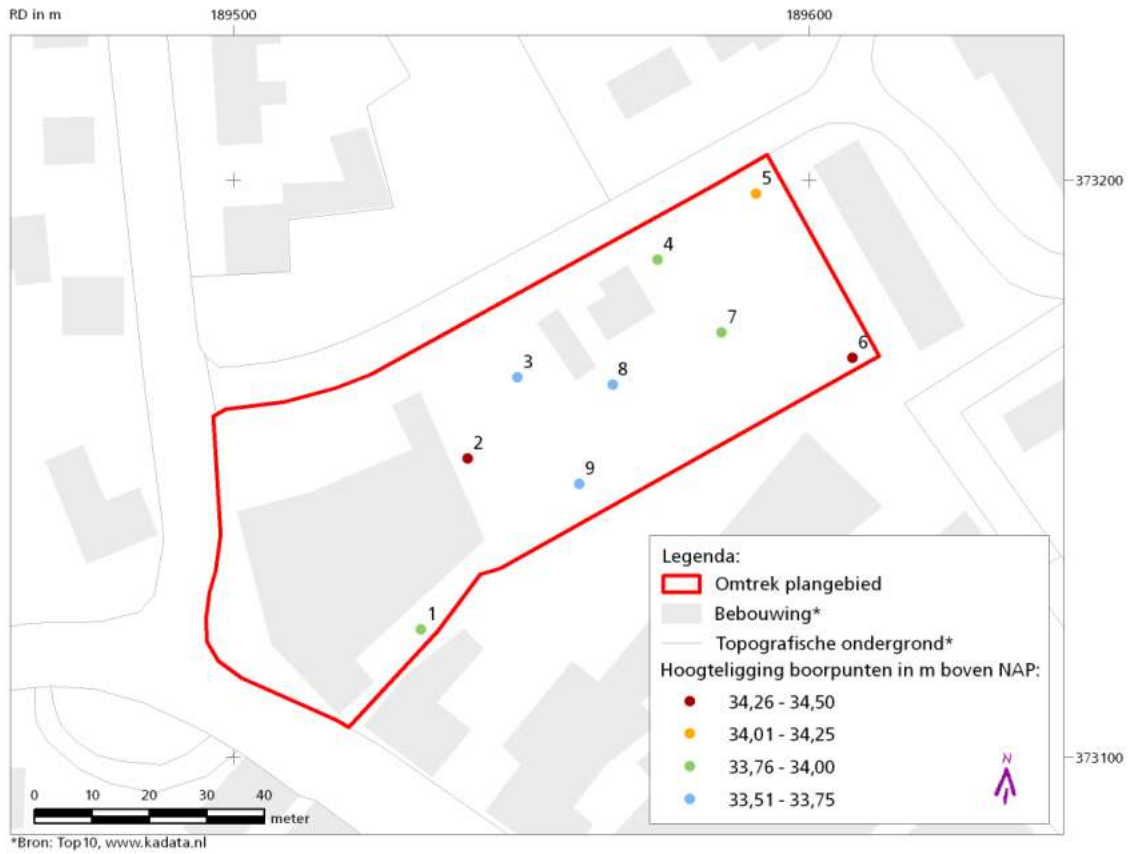 RD in m
189500
189600
373200
5
4
7
6
3
8
2
9
1
Legenda:
Omtrek plangebied
Bebouwing*
Topografische ondergrond*
Hoogteligging boorpunten in m boven NAP:
34,26 - 34,50
34,01 - 34,25
33,76 - 34,00
33,51 - 33,75
N
373100
0 10 20 30 40
meter
*Bron: Top10, www.kadata.nl